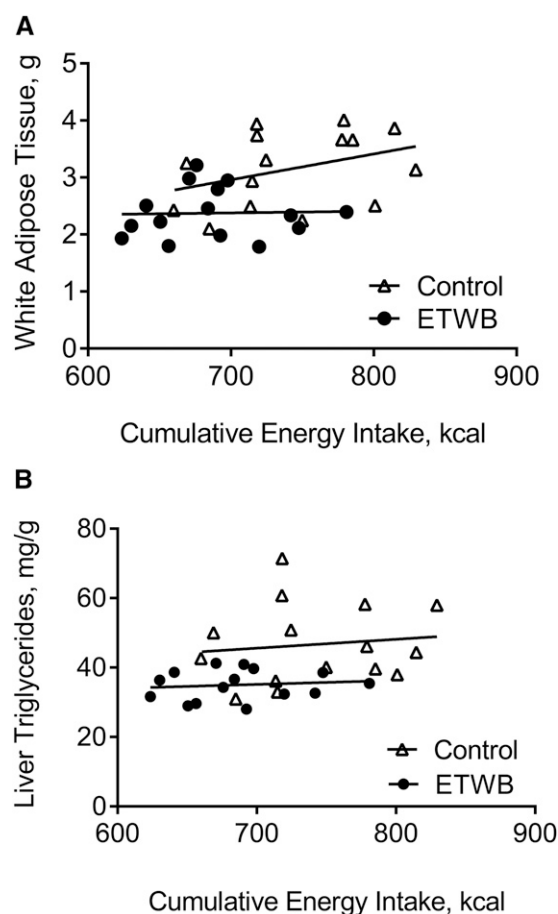 A
White Adipose Tissue, g
5
4
3
2
1
0
600 700 800 900
Control
ETWB
Cumulative Energy Intake, kcal
B
Liver Triglycerides, mg/g
80
60
40
20
0
600 700 800 900
Control
ETWB
Cumulative Energy Intake, kcal